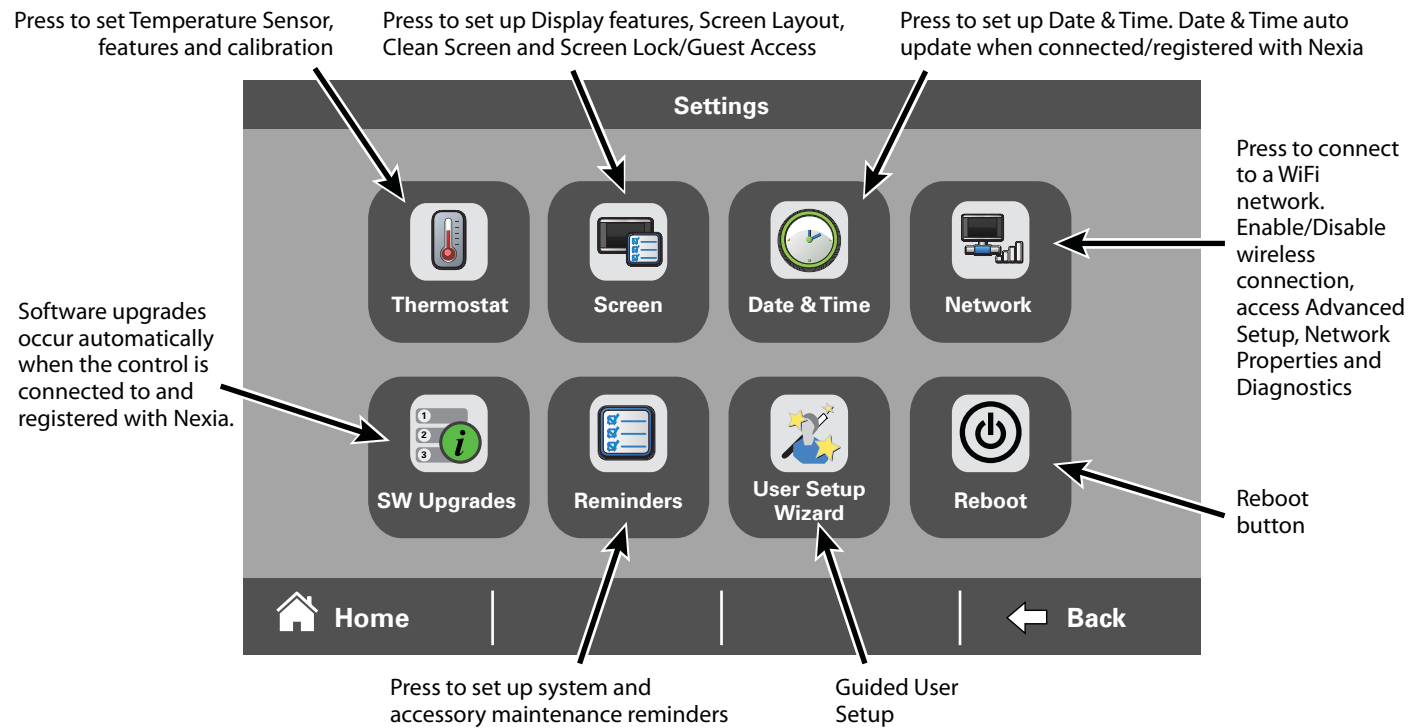 Press to set Temperature Sensor,
features and calibration
Press to set up Display features, Screen Layout,
Clean Screen and Screen Lock/Guest Access
Press to set up Date & Time. Date & Time auto
update when connected/registered with Nexia
Settings
Thermostat
Screen
Date & Time
Network
Press to connect
to a WiFi
network.
Enable/Disable
wireless
connection,
access Advanced
Setup, Network
Properties and
Diagnostics
Software upgrades
occur automatically
when the control is
connected to and
registered with Nexia.
1
2
3
i
SW Upgrades
Reminders
User Setup
Wizard
Reboot
Reboot
button
Home
Back
Press to set up system and
accessory maintenance reminders
Guided User
Setup